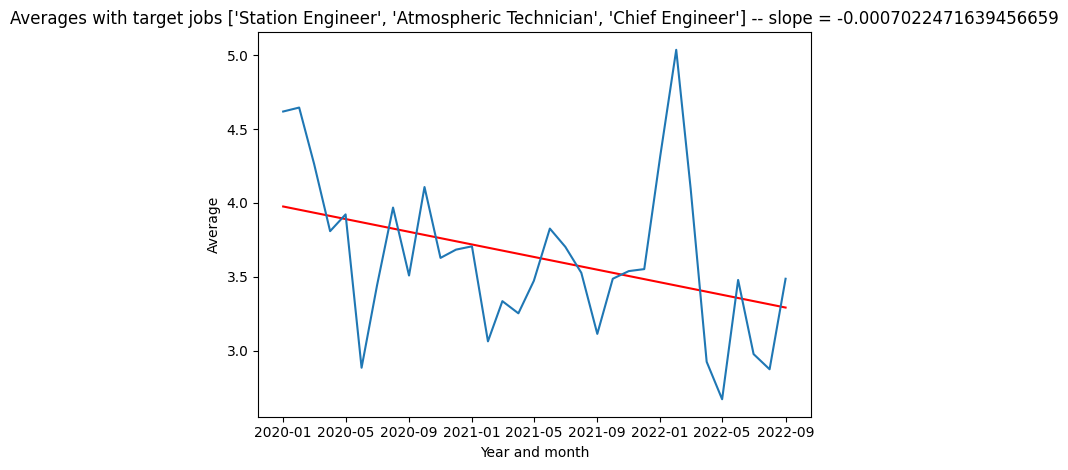 Averages with target jobs ['Station Engineer', 'Atmospheric Technician', 'Chief Engineer'] -- slope = -0.0007022471639456659
5.0
4.5
4.0
3.5
3.0
Average
2020-01 2020-05 2020-09 2021-01 2021-05 2021-09 2022-01 2022-05 2022-09
Year and month